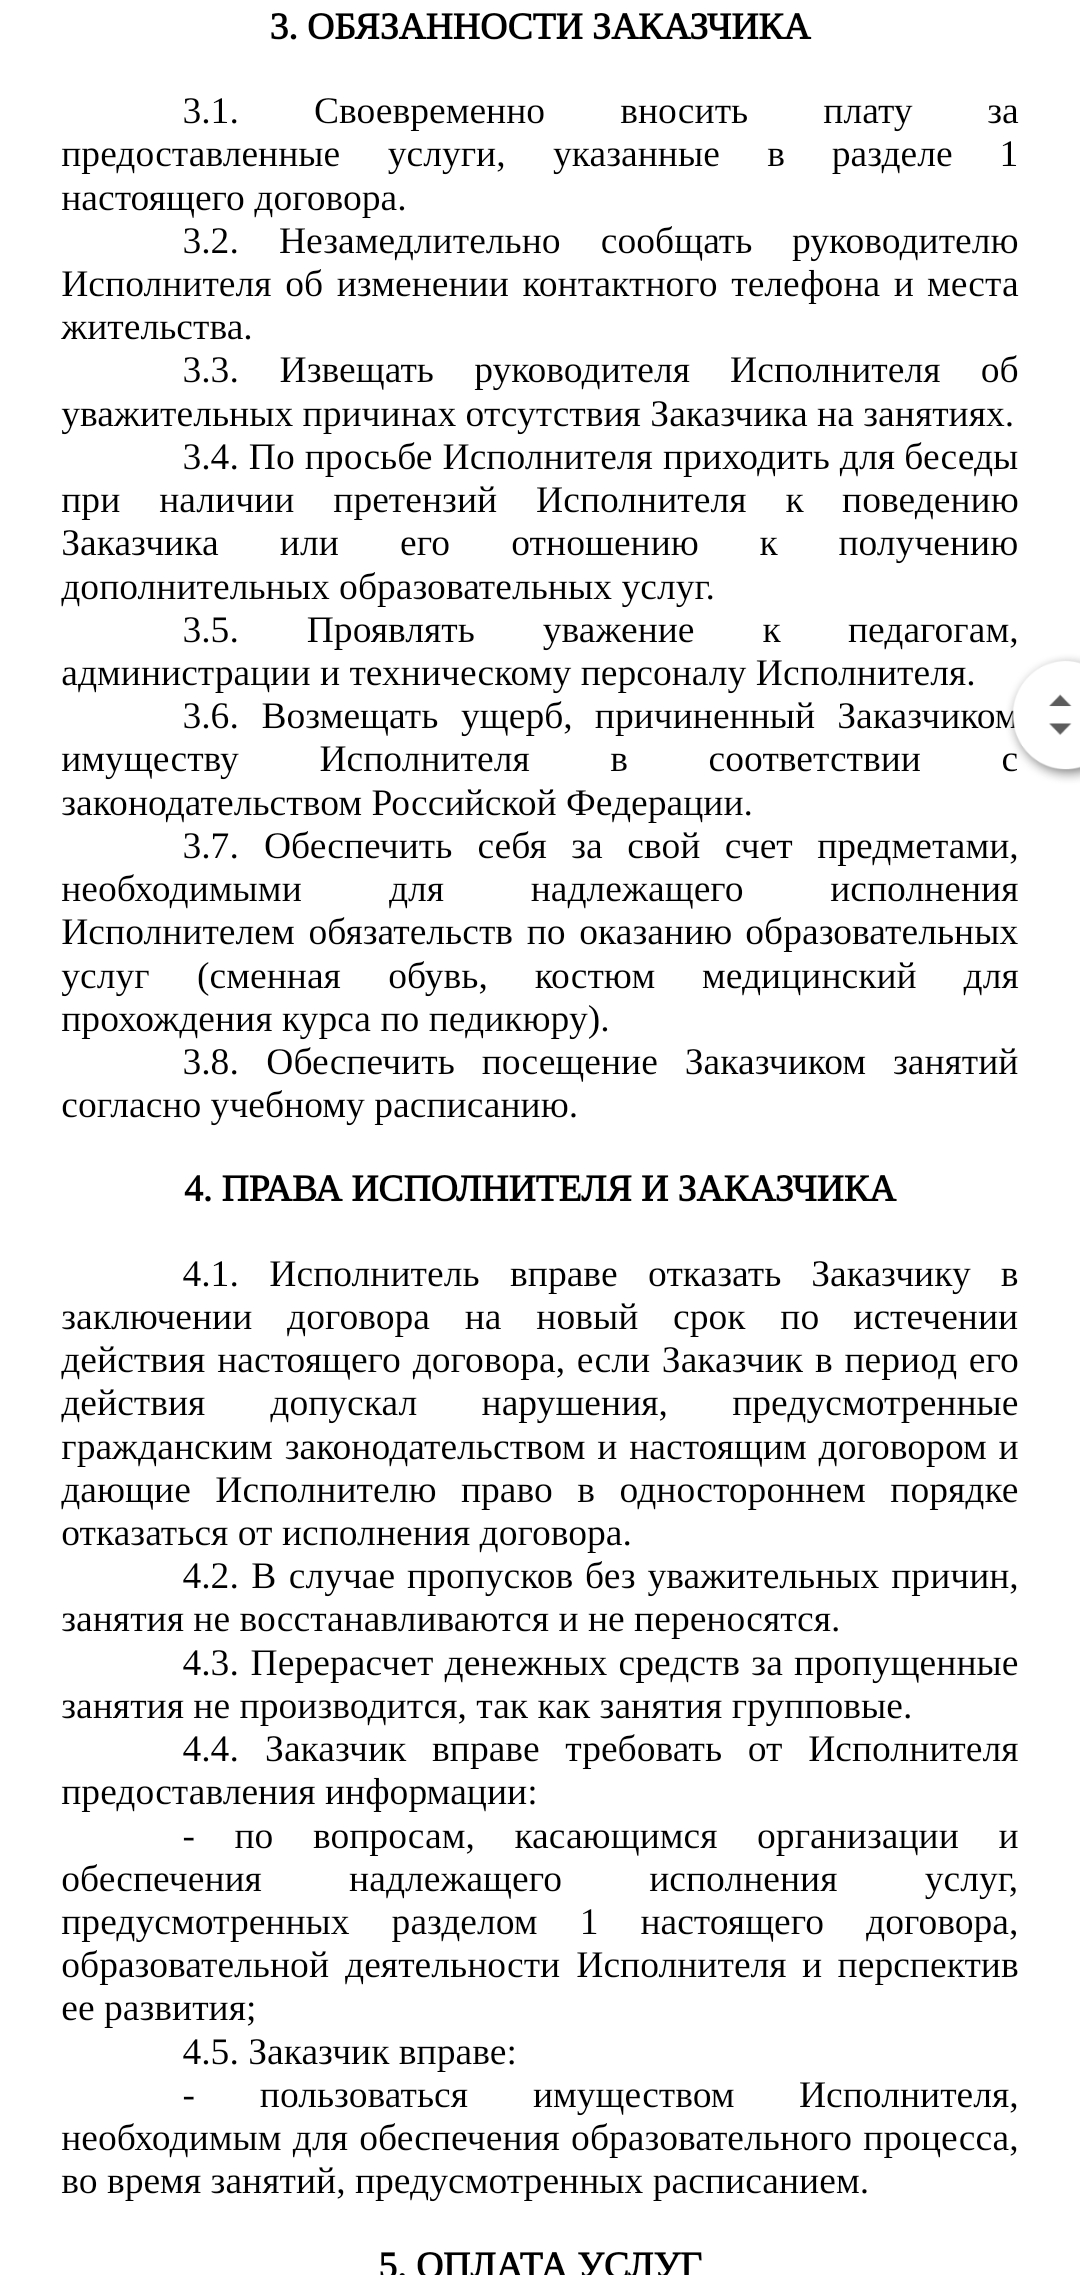 3. ОБЯЗАННОСТИ ЗАКАЗЧИКА
3.1. Своевременно вносить плату за
предоставленные услуги, указанные в разделе 1
настоящего договора.
3.2. Незамедлительно сообщать руководителю
Исполнителя об изменении контактного телефона и места
жительства.
3.3. Извещать руководителя Исполнителя об
уважительных причинах отсутствия Заказчика на занятиях.
3.4. По просьбе Исполнителя приходить для беседы
при наличии претензий Исполнителя к поведению
Заказчика или его отношению к получению
дополнительных образовательных услуг.
3.5. Проявлять уважение к педагогам,
администрации и техническому персоналу Исполнителя.
3.6. Возмещать ущерб, причиненный Заказчиком
имуществу Исполнителя в соответствии с
законодательством Российской Федерации.
3.7. Обеспечить себя за свой счет предметами,
необходимыми для надлежащего исполнения
Исполнителем обязательств по оказанию образовательных
услуг (сменная обувь, костюм медицинский для
прохождения курса по педикюру).
3.8. Обеспечить посещение Заказчиком занятий
согласно учебному расписанию.
4. ПРАВА ИСПОЛНИТЕЛЯ И ЗАКАЗЧИКА
4.1. Исполнитель вправе отказать Заказчику в
заключении договора на новый срок по истечении
действия настоящего договора, если Заказчик в период его
действия допускал нарушения, предусмотренные
гражданским законодательством и настоящим договором и
дающие Исполнителю право в одностороннем порядке
отказаться от исполнения договора.
4.2. В случае пропусков без уважительных причин,
занятия не восстанавливаются и не переносятся.
4.3. Перерасчет денежных средств за пропущенные
занятия не производится, так как занятия групповые.
4.4. Заказчик вправе требовать от Исполнителя
предоставления информации:
- по вопросам, касающимся организации и
обеспечения надлежащего исполнения услуг,
предусмотренных разделом 1 настоящего договора,
образовательной деятельности Исполнителя и перспектив
ее развития;
4.5. Заказчик вправе:
- пользоваться имуществом Исполнителя,
необходимым для обеспечения образовательного процесса,
во время занятий, предусмотренных расписанием.
5. ОПЛАТА УСЛУГ